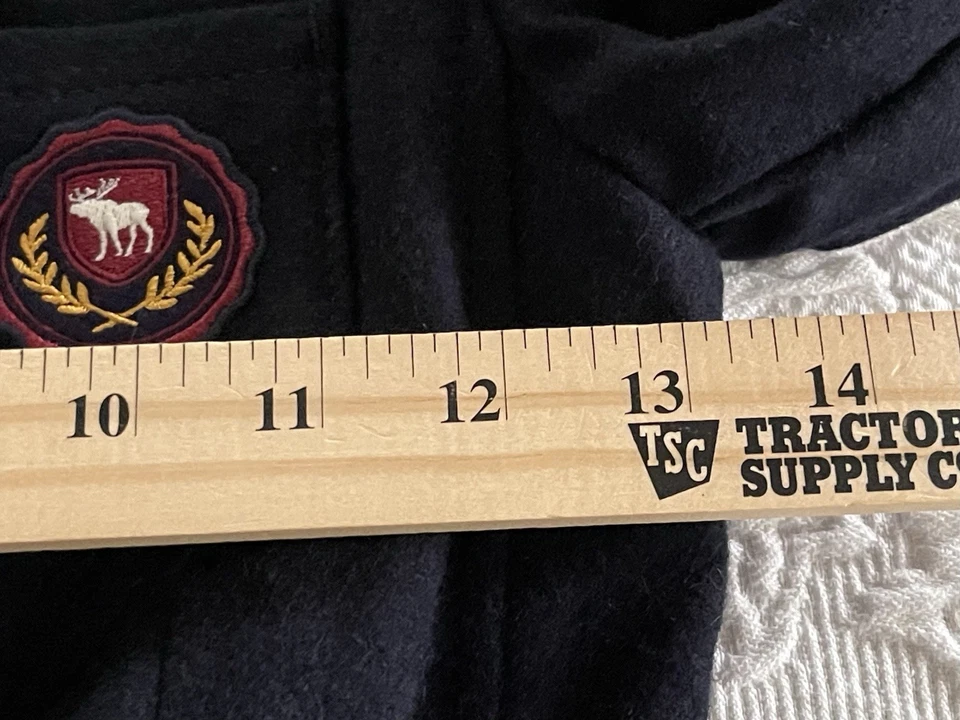 10 11 12 13 14
TSC TRACTOR
SUPPLY CO